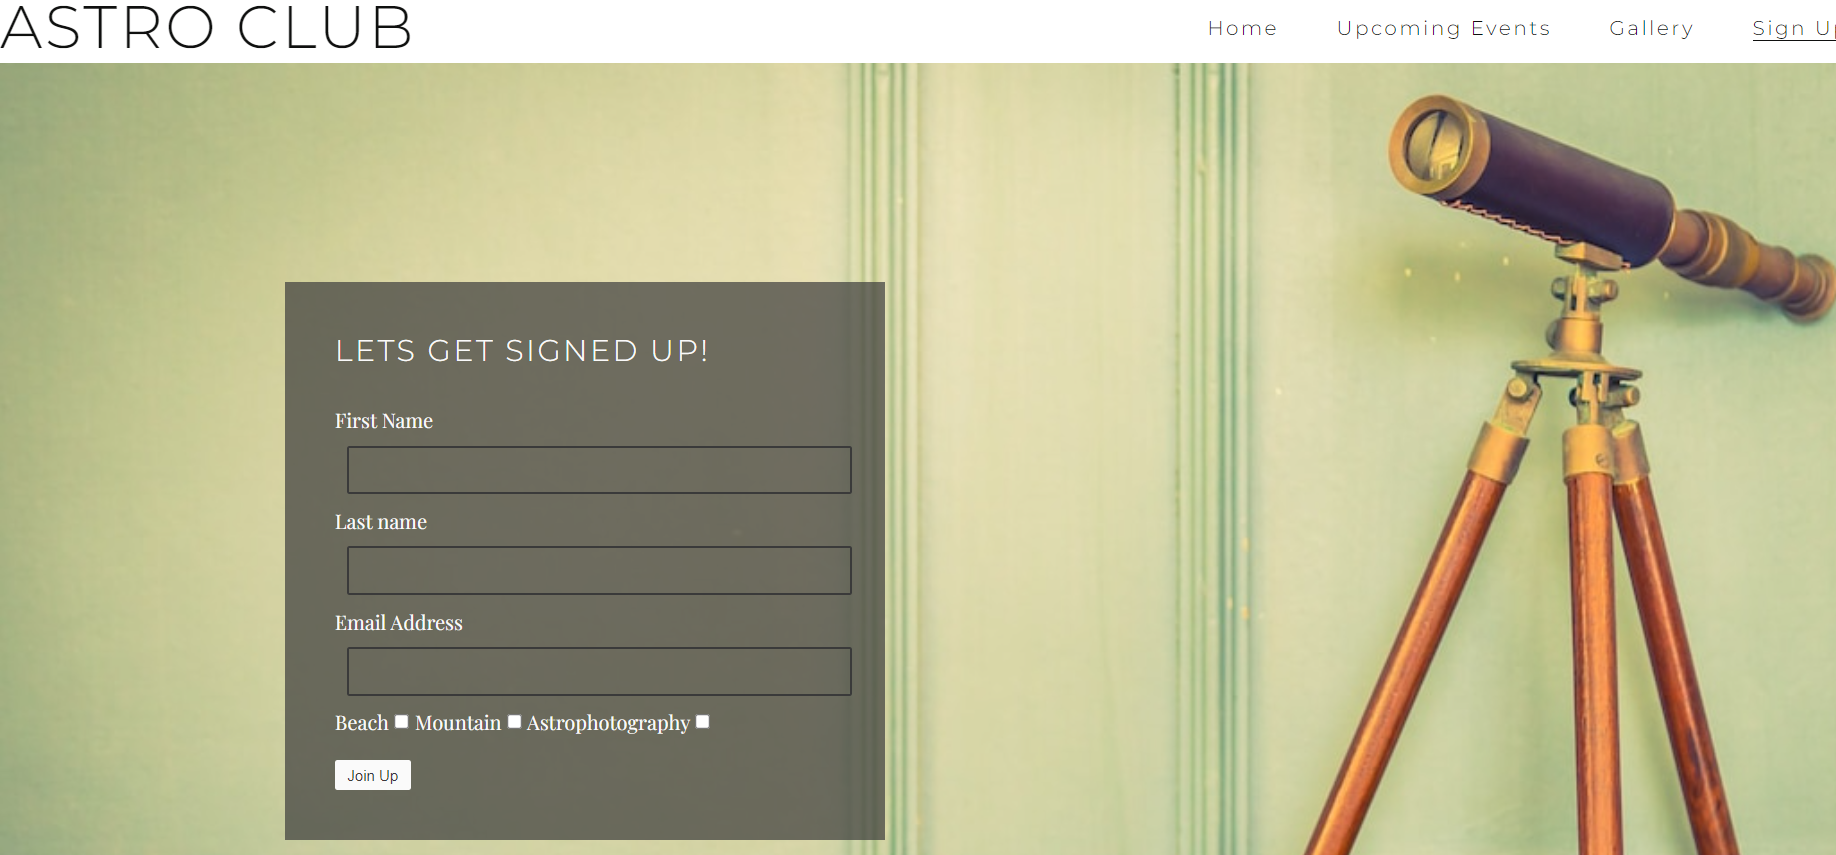 ASTRO CLUB
Home Upcoming Events Gallery Sign Up
LETS GET SIGNED UP!
First Name
Last name
Email Address
Beach Mountain Astrophotography
Join Up